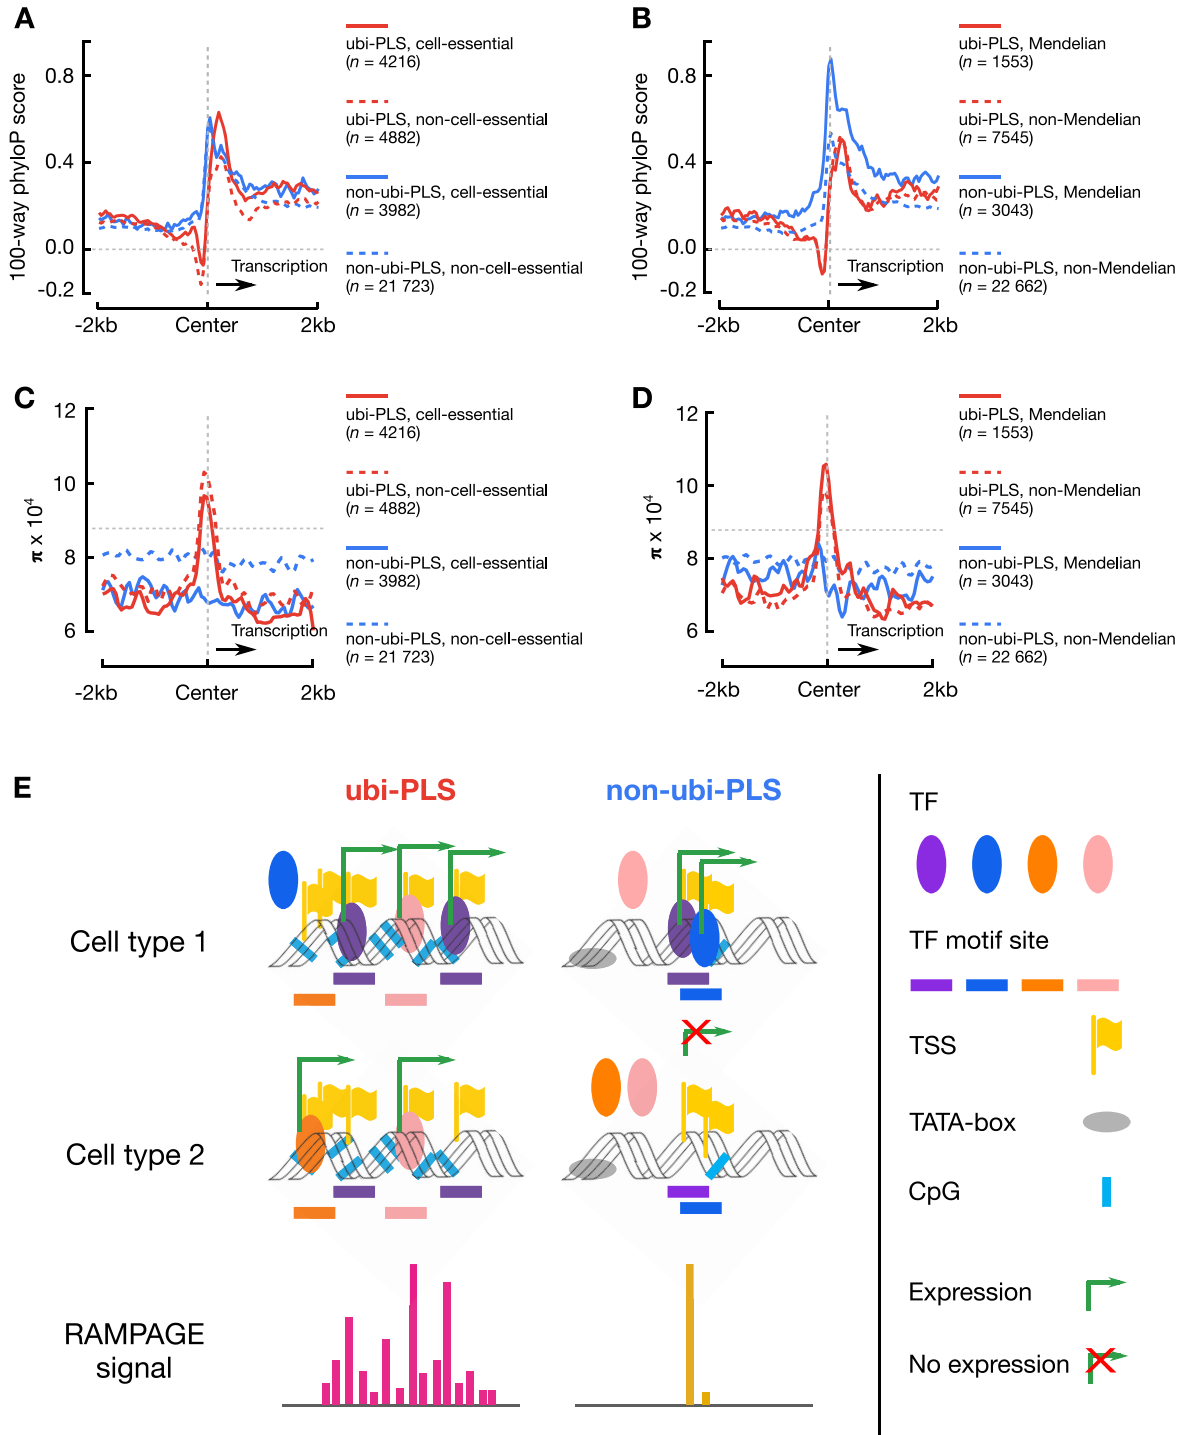 A
100-way phyloP score
0.8
0.4
0.0
-0.2
Transcription
-2kb
Center
2kb
ubi-PLS, cell-essential
(n = 4216)
ubi-PLS, non-cell-essential
(n = 4882)
non-ubi-PLS, cell-essential
(n = 3982)
non-ubi-PLS, non-cell-essential
(n = 21 723)
B
100-way phyloP score
0.8
0.4
0.0
-0.2
Transcription
-2kb
Center
2kb
ubi-PLS, Mendelian
(n = 1553)
ubi-PLS, non-Mendelian
(n = 7545)
non-ubi-PLS, Mendelian
(n = 3043)
non-ubi-PLS, non-Mendelian
(n = 22 662)
C
π x 10⁴
12
10
8
6
Transcription
-2kb
Center
2kb
ubi-PLS, cell-essential
(n = 4216)
ubi-PLS, non-cell-essential
(n = 4882)
non-ubi-PLS, cell-essential
(n = 3982)
non-ubi-PLS, non-cell-essential
(n = 21 723)
D
π x 10⁴
12
10
8
6
Transcription
-2kb
Center
2kb
ubi-PLS, Mendelian
(n = 1553)
ubi-PLS, non-Mendelian
(n = 7545)
non-ubi-PLS, Mendelian
(n = 3043)
non-ubi-PLS, non-Mendelian
(n = 22 662)
E
ubi-PLS
non-ubi-PLS
Cell type 1
Cell type 2
RAMPAGE
signal
TF
TF motif site
TSS
TATA-box
CpG
Expression
No expression